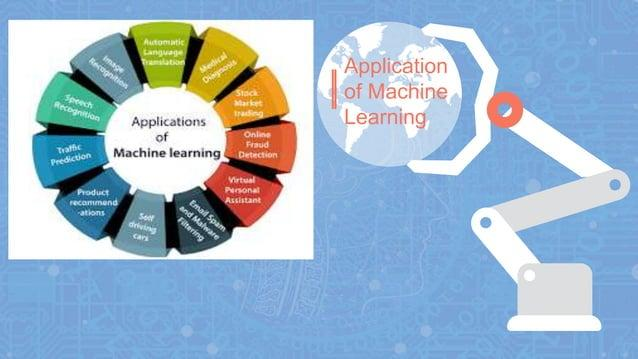 Automatic
Language
Translation
Medical
Diagnosis
Stock
Market
trading
Online
Fraud
Detection
Virtual
Personal
Assistant
Email Spam
and Malware
Filtering
Self
driving
cars
Product
recommend
-ations
Traffic
Prediction
Speech
Recognition
Image
Recognition
Applications
of
Machine learning
Application
of Machine
Learning